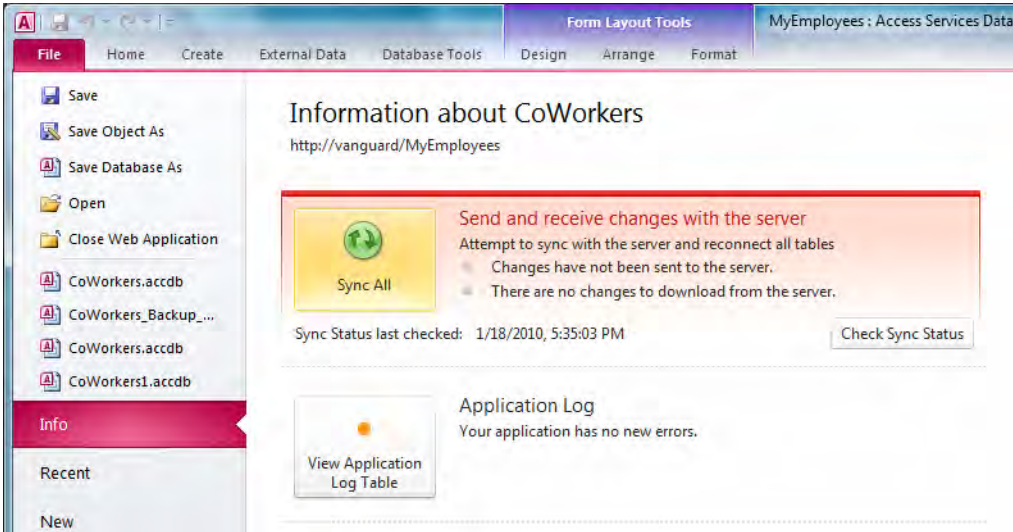 Form Layout Tools
MyEmployees : Access Services Data
File Home Create External Data Database Tools Design Arrange Format
Save
Save Object As
Save Database As
Open
Close Web Application
CoWorkers.accdb
CoWorkers_Backup_...
CoWorkers.accdb
CoWorkers1.accdb
Info
Recent
New
Information about CoWorkers
http://vanguard/MyEmployees
Sync All
Send and receive changes with the server
Attempt to sync with the server and reconnect all tables
Changes have not been sent to the server.
There are no changes to download from the server.
Sync Status last checked: 1/18/2010, 5:35:03 PM
Check Sync Status
View Application
Log Table
Application Log
Your application has no new errors.